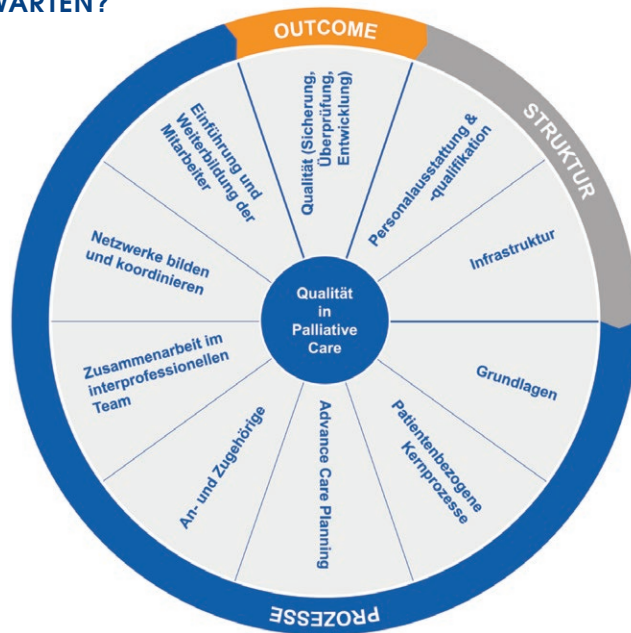 WARTEN?
OUTCOME
STRUKTUR
PROZESSE
Qualität (Sicherung,
Überprüfung,
Entwicklung)
Personalausstattung &
-qualifikation
Infrastruktur
Grundlagen
Patientenbezogene
Kernprozesse
Advance Care Planning
An- und Zugehörige
Zusammenarbeit im
interprofessionellen
Team
Netzwerke bilden
und koordinieren
Einführung und
Weiterbildung der
Mitarbeiter
Qualität
in
Palliative
Care